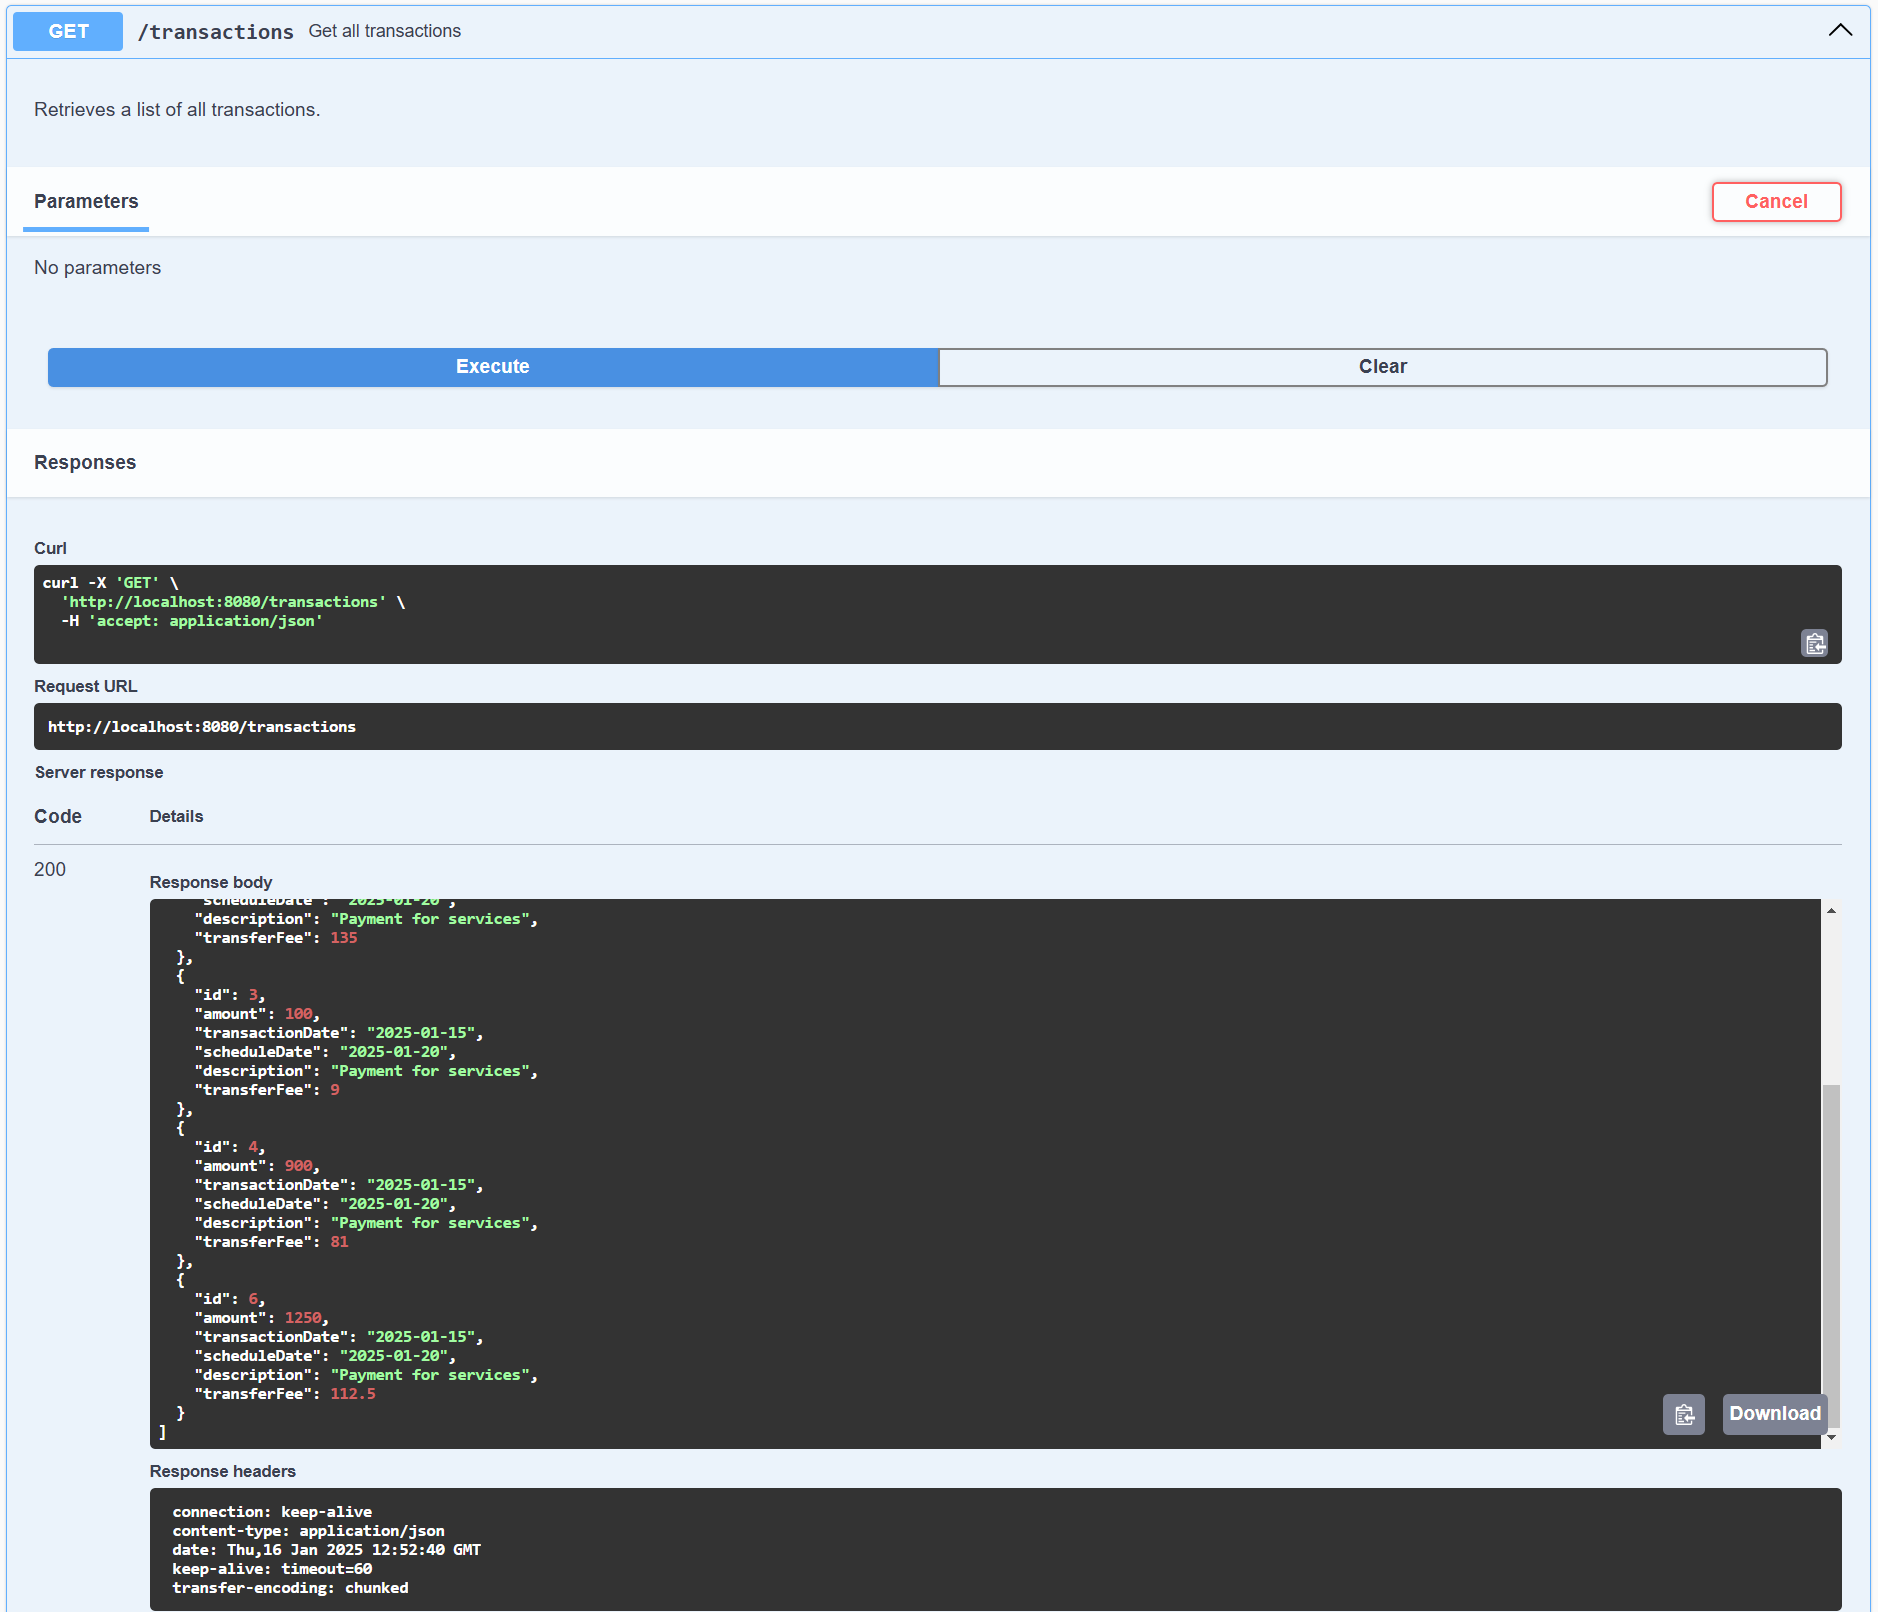 GET /transactions Get all transactions
Retrieves a list of all transactions.
Parameters
Cancel
No parameters
Execute
Clear
Responses
Curl
curl -X 'GET' \
  'http://localhost:8080/transactions' \
  -H 'accept: application/json'
Request URL
http://localhost:8080/transactions
Server response
Code Details
200
Response body
    "scheduleDate": "2025-01-20",
    "description": "Payment for services",
    "transferFee": 135
  },
  {
    "id": 3,
    "amount": 100,
    "transactionDate": "2025-01-15",
    "scheduleDate": "2025-01-20",
    "description": "Payment for services",
    "transferFee": 9
  },
  {
    "id": 4,
    "amount": 900,
    "transactionDate": "2025-01-15",
    "scheduleDate": "2025-01-20",
    "description": "Payment for services",
    "transferFee": 81
  },
  {
    "id": 6,
    "amount": 1250,
    "transactionDate": "2025-01-15",
    "scheduleDate": "2025-01-20",
    "description": "Payment for services",
    "transferFee": 112.5
  }
]
Download
Response headers
connection: keep-alive
content-type: application/json
date: Thu,16 Jan 2025 12:52:40 GMT
keep-alive: timeout=60
transfer-encoding: chunked